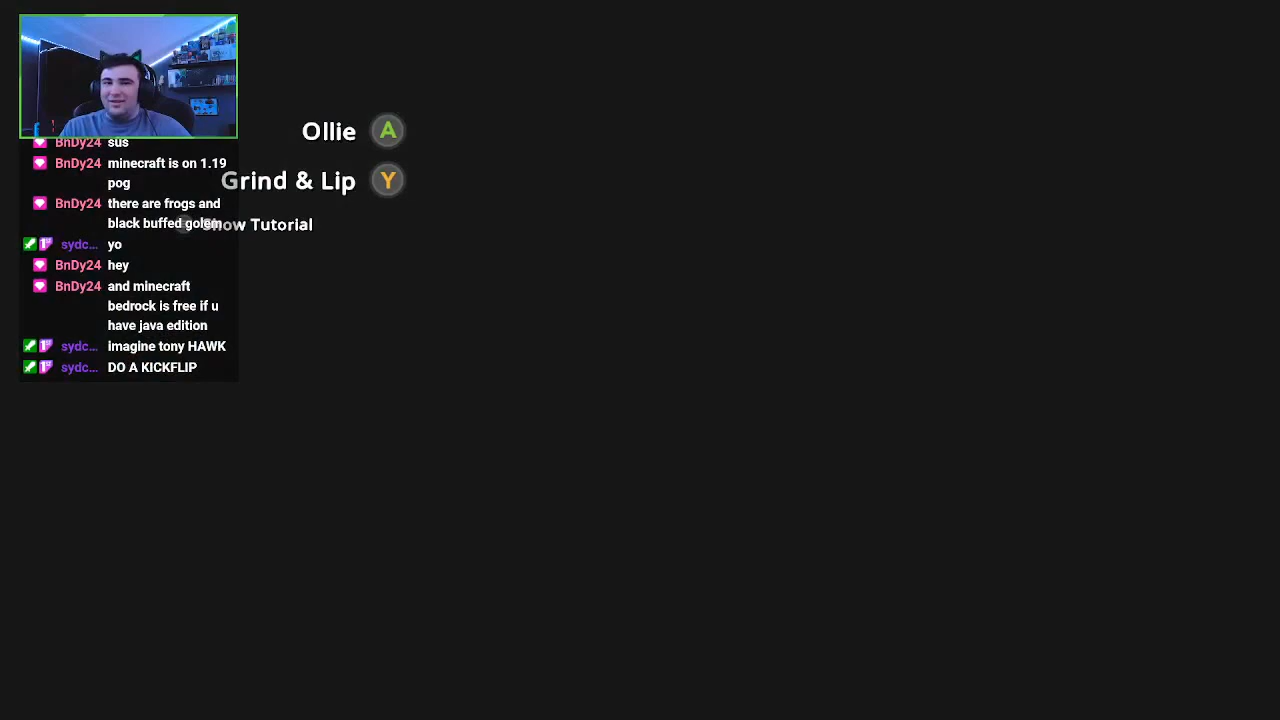 Ollie A
Grind & Lip Y
Show Tutorial
BnDy24 sus
BnDy24 minecraft is on 1.19
pog
BnDy24 there are frogs and
black buffed golem
sydc... yo
BnDy24 hey
BnDy24 and minecraft
bedrock is free if u
have java edition
sydc... imagine tony HAWK
sydc... DO A KICKFLIP